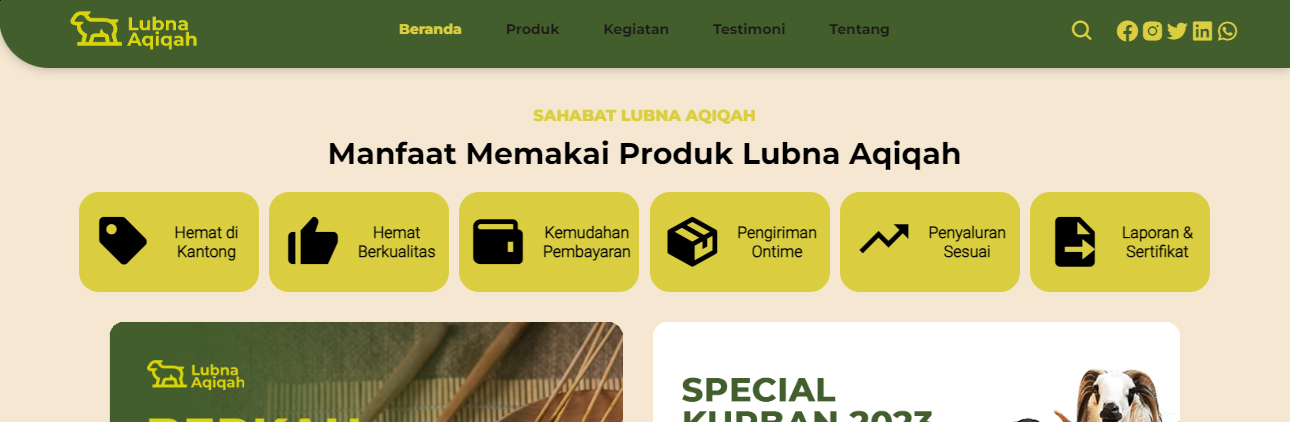 Lubna
Aqiqah
Beranda Produk Kegiatan Testimoni Tentang
SAHABAT LUBNA AQIQAH
Manfaat Memakai Produk Lubna Aqiqah
Hemat di
Kantong
Hemat
Berkualitas
Kemudahan
Pembayaran
Pengiriman
Ontime
Penyaluran
Sesuai
Laporan &
Sertifikat
Lubna
Aqiqah
BERKAH
SPECIAL
KURBAN 2023